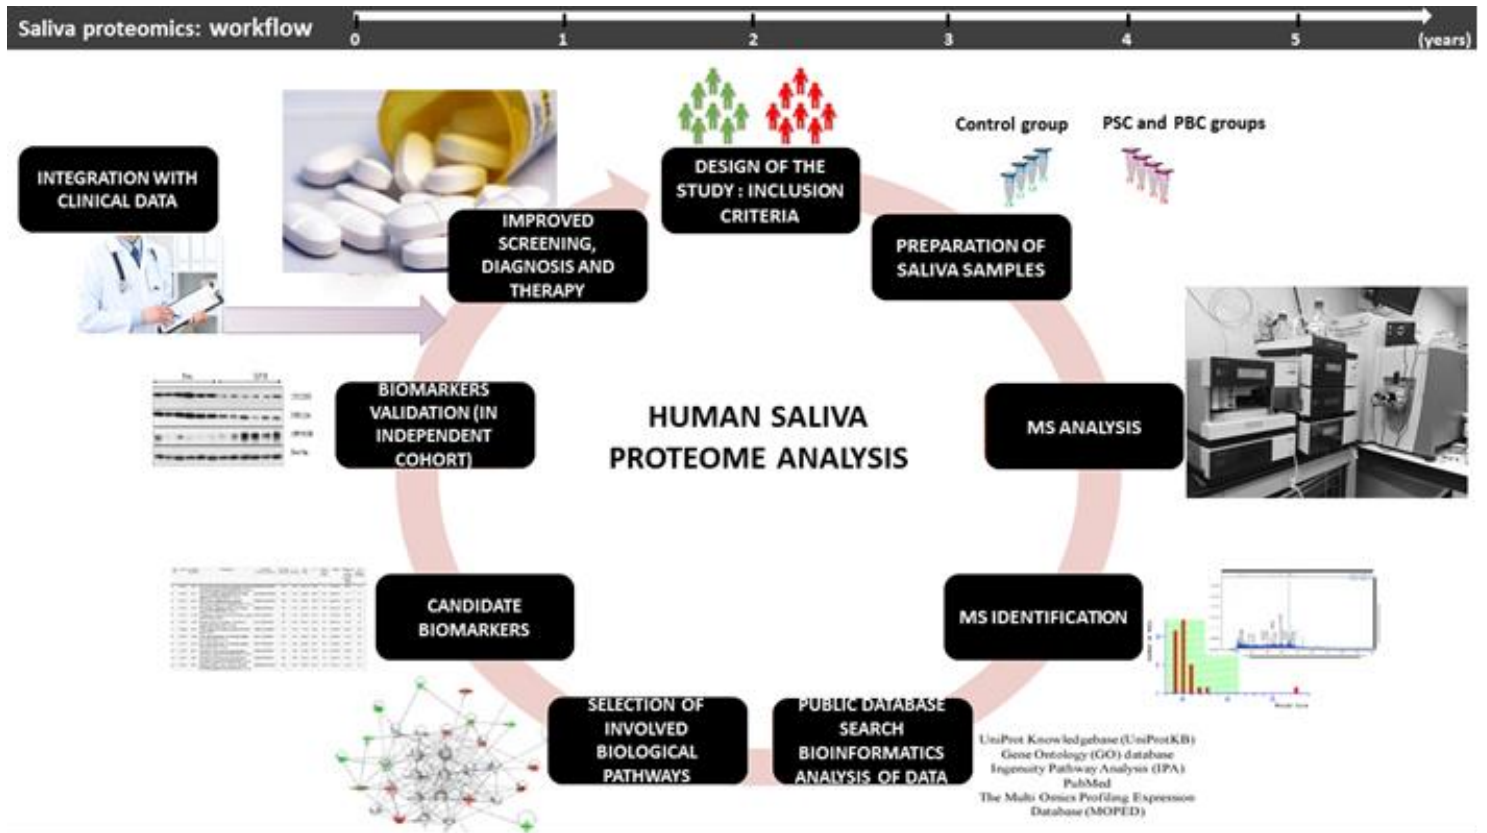 Saliva proteomics: workflow
0 1 2 3 4 5 (years)
Control group
PSC and PBC groups
INTEGRATION WITH
CLINICAL DATA
IMPROVED
SCREENING,
DIAGNOSIS AND
THERAPY
DESIGN OF THE
STUDY : INCLUSION
CRITERIA
PREPARATION OF
SALIVA SAMPLES
MS ANALYSIS
MS IDENTIFICATION
PUBLIC DATABASE
SEARCH
BIOINFORMATICS
ANALYSIS OF DATA
UniProt Knowledgebase (UniProtKB)
Gene Ontology (GO) database
Ingenuity Pathway Analysis (IPA)
PubMed
The Multi Omics Profiling Expression
Database (MOPED)
SELECTION OF
INVOLVED
BIOLOGICAL
PATHWAYS
CANDIDATE
BIOMARKERS
BIOMARKERS
VALIDATION (IN
INDEPENDENT
COHORT)
HUMAN SALIVA
PROTEOME ANALYSIS